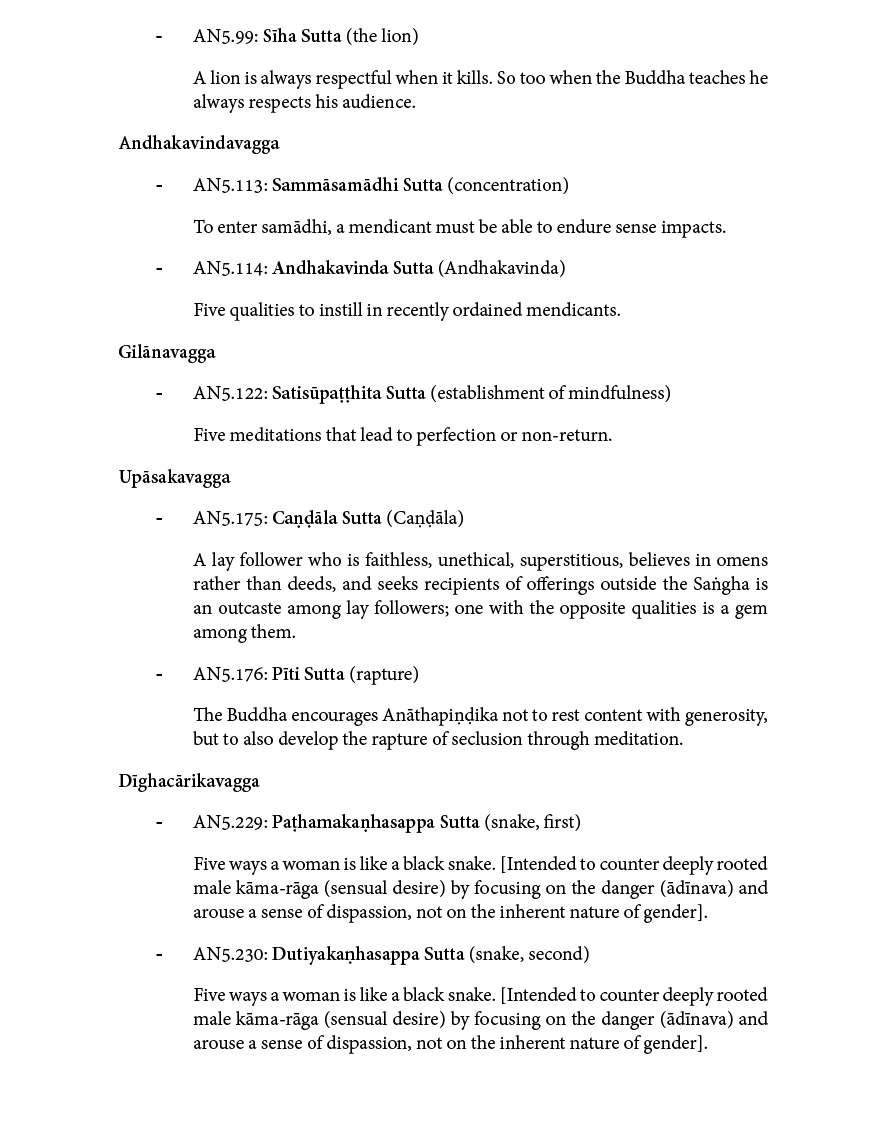 - AN5.99: Sīha Sutta (the lion)
A lion is always respectful when it kills. So too when the Buddha teaches he
always respects his audience.
Andhakavindavagga
- AN5.113: Sammāsamādhi Sutta (concentration)
To enter samādhi, a mendicant must be able to endure sense impacts.
- AN5.114: Andhakavinda Sutta (Andhakavinda)
Five qualities to instill in recently ordained mendicants.
Gilānavagga
- AN5.122: Satisūpaṭṭhita Sutta (establishment of mindfulness)
Five meditations that lead to perfection or non-return.
Upāsakavagga
- AN5.175: Caṇḍāla Sutta (Caṇḍāla)
A lay follower who is faithless, unethical, superstitious, believes in omens
rather than deeds, and seeks recipients of offerings outside the Saṅgha is
an outcaste among lay followers; one with the opposite qualities is a gem
among them.
- AN5.176: Pīti Sutta (rapture)
The Buddha encourages Anāthapiṇḍika not to rest content with generosity,
but to also develop the rapture of seclusion through meditation.
Dīghacārikavagga
- AN5.229: Paṭhamakaṇhasappa Sutta (snake, first)
Five ways a woman is like a black snake. [Intended to counter deeply rooted
male kāma-rāga (sensual desire) by focusing on the danger (ādīnava) and
arouse a sense of dispassion, not on the inherent nature of gender].
- AN5.230: Dutiyakaṇhasappa Sutta (snake, second)
Five ways a woman is like a black snake. [Intended to counter deeply rooted
male kāma-rāga (sensual desire) by focusing on the danger (ādīnava) and
arouse a sense of dispassion, not on the inherent nature of gender].